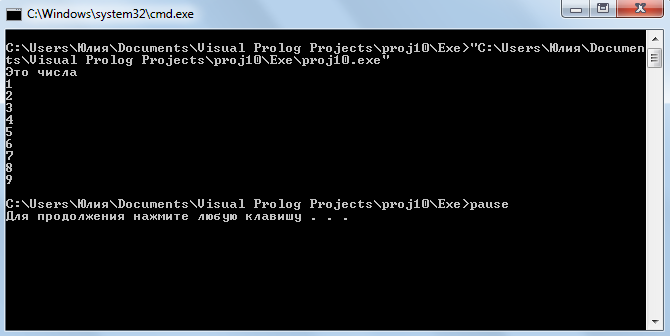 C:\Windows\system32\cmd.exe
C:\Users\Юлия\Documents\Visual Prolog Projects\proj10\Exe>"C:\Users\Юлия\Documen
ts\Visual Prolog Projects\proj10\Exe\proj10.exe"
Это числа
1
2
3
4
5
6
7
8
9
C:\Users\Юлия\Documents\Visual Prolog Projects\proj10\Exe>pause
Для продолжения нажмите любую клавишу . . .